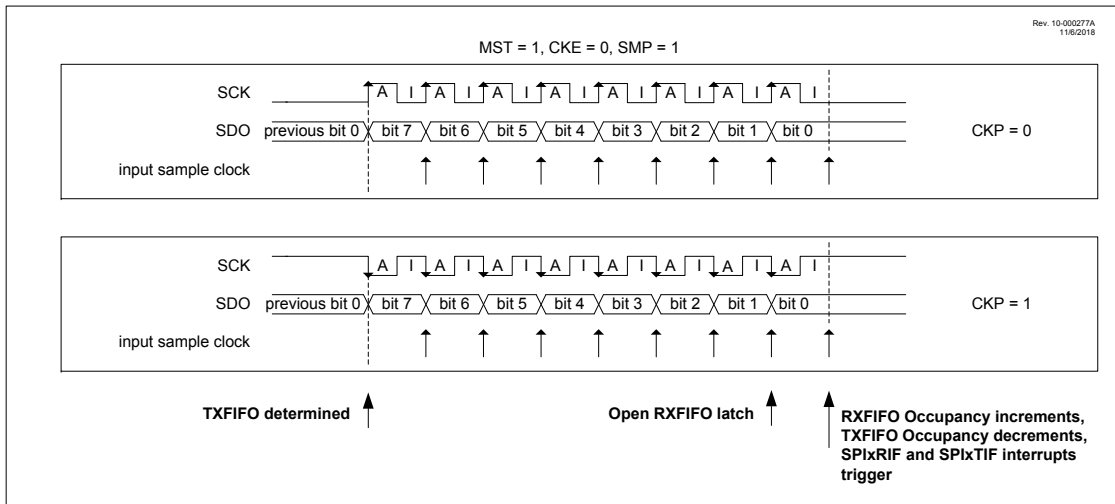 Rev. 10-000277A
11/6/2018
MST = 1, CKE = 0, SMP = 1
SCK A I A I A I A I A I A I A I A I
SDO previous bit 0 bit 7 bit 6 bit 5 bit 4 bit 3 bit 2 bit 1 bit 0 CKP = 0
input sample clock
SCK A I A I A I A I A I A I A I A I
SDO previous bit 0 bit 7 bit 6 bit 5 bit 4 bit 3 bit 2 bit 1 bit 0 CKP = 1
input sample clock
TXFIFO determined
Open RXFIFO latch
RXFIFO Occupancy increments,
TXFIFO Occupancy decrements,
SPIxRIF and SPIxTIF interrupts
trigger